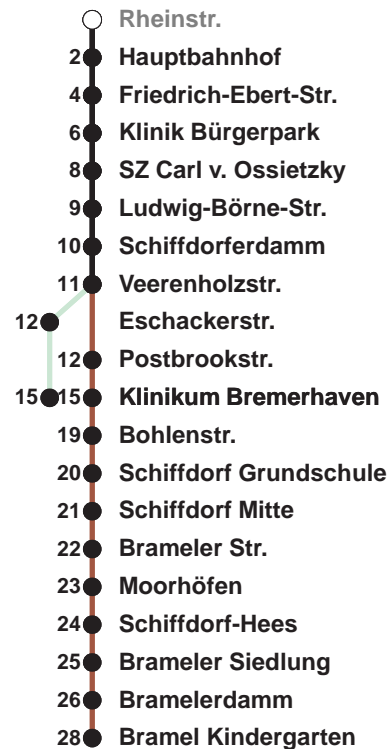 Rheinstr.
2 Hauptbahnhof
4 Friedrich-Ebert-Str.
6 Klinik Bürgerpark
8 SZ Carl v. Ossietzky
9 Ludwig-Börne-Str.
10 Schiffdorferdamm
11 Veerenholzstr.
12 Eschackerstr.
12 Postbrookstr.
15 15 Klinikum Bremerhaven
19 Bohlenstr.
20 Schiffdorf Grundschule
21 Schiffdorf Mitte
22 Brameler Str.
23 Moorhöfen
24 Schiffdorf-Hees
25 Brameler Siedlung
26 Bramelerdamm
28 Bramel Kindergarten